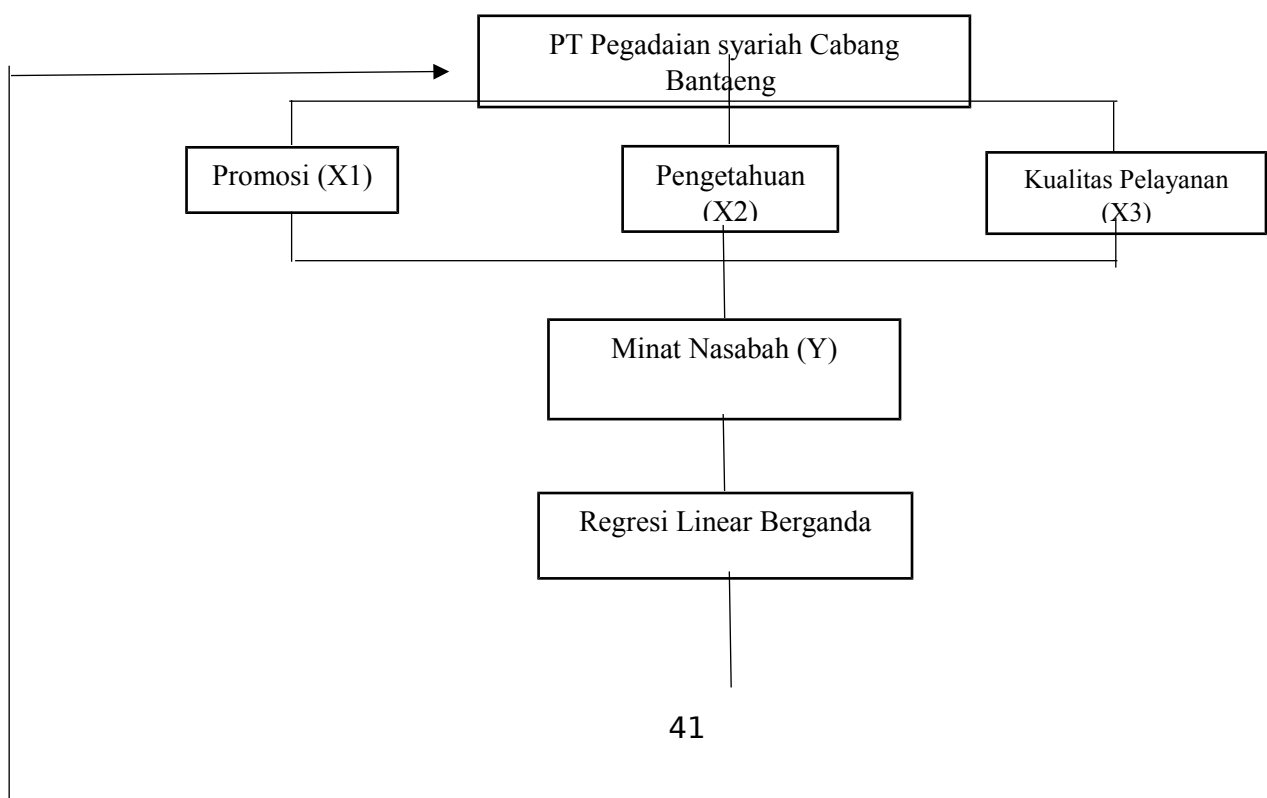 PT Pegadaian syariah Cabang
Bantaeng
Promosi (X1)
Pengetahuan
(X2)
Kualitas Pelayanan
(X3)
Minat Nasabah (Y)
Regresi Linear Berganda
41